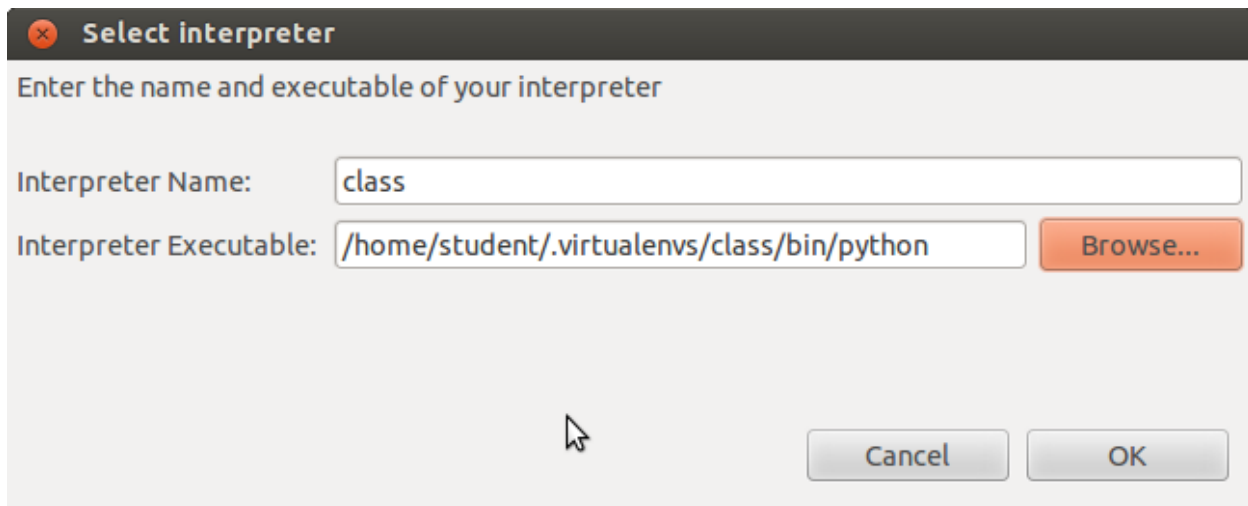 Select interpreter
Enter the name and executable of your interpreter
Interpreter Name: class
Interpreter Executable: /home/student/.virtualenvs/class/bin/python Browse...
Cancel OK